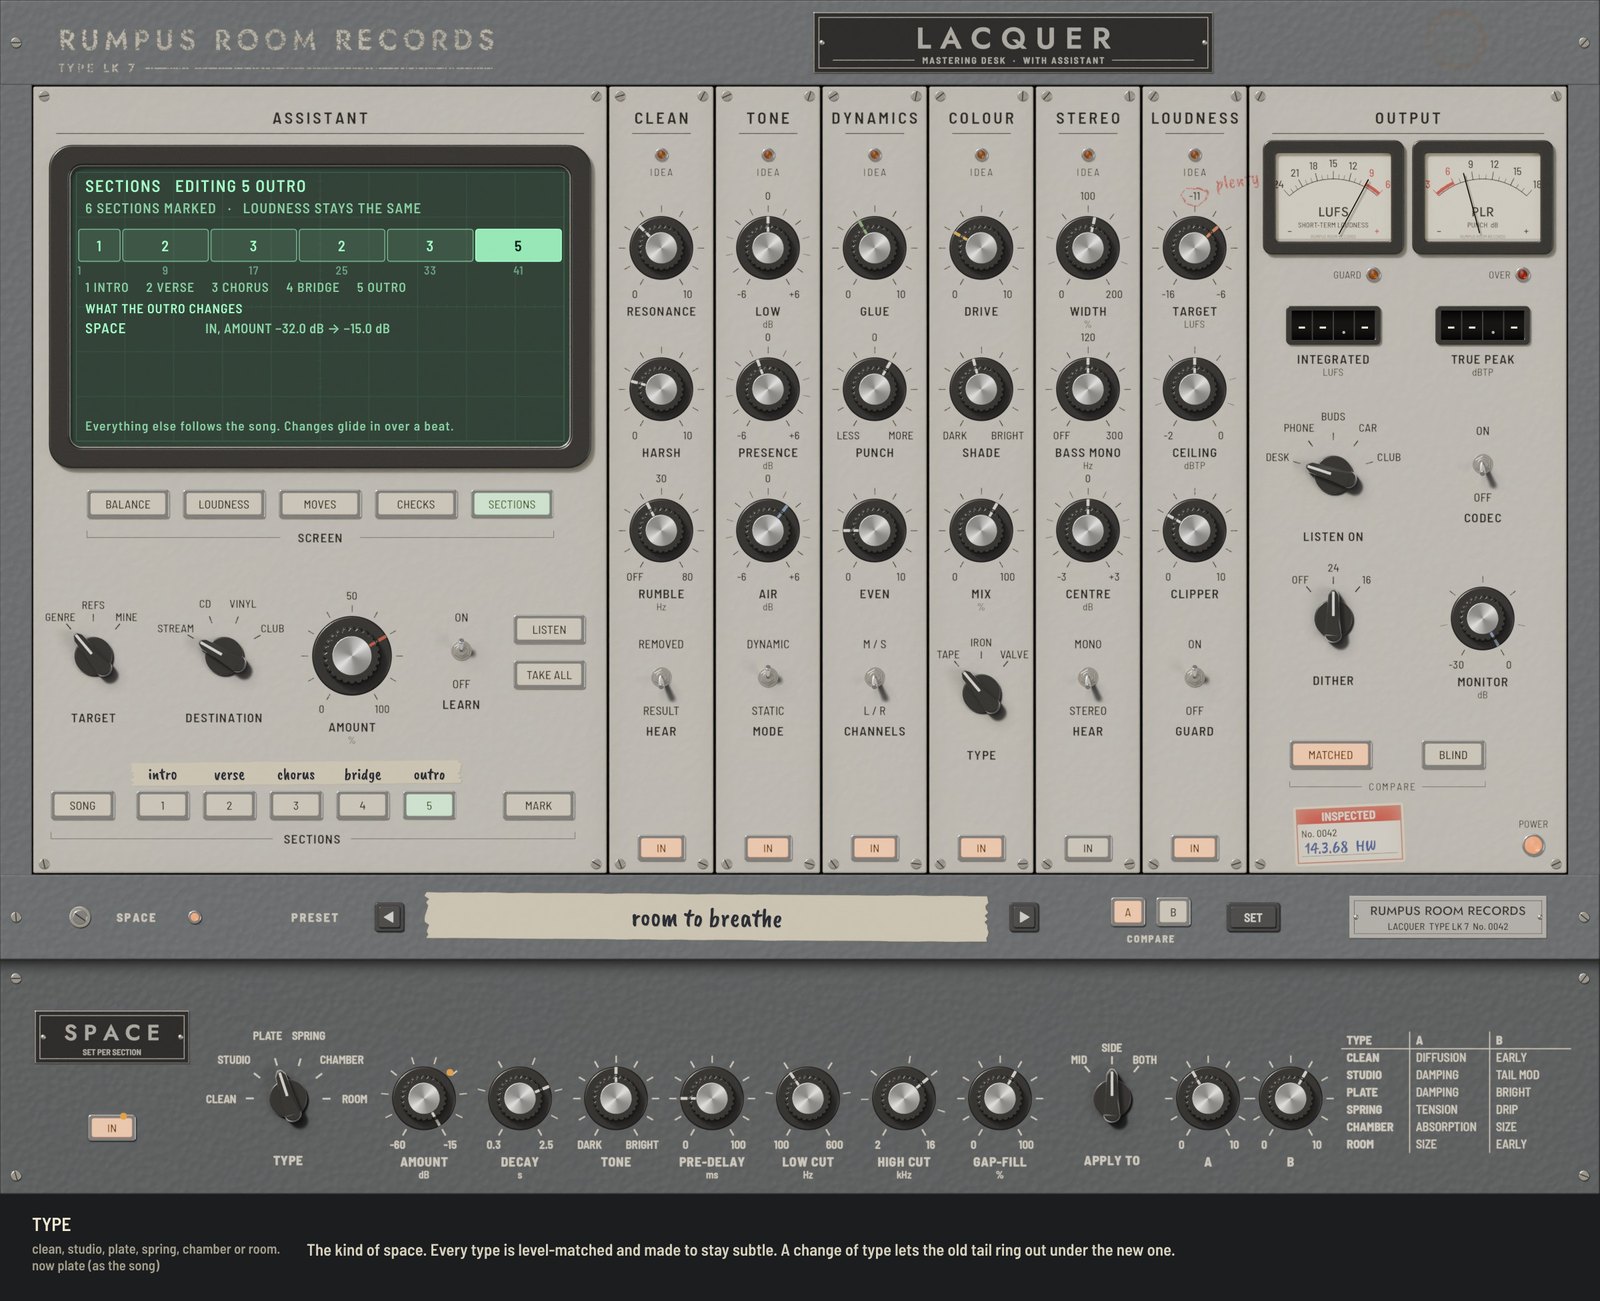 RUMPUS ROOM RECORDS
TYPE LK 7
LACQUER
MASTERING DESK · WITH ASSISTANT
ASSISTANT
SECTIONS EDITING 5 OUTRO
6 SECTIONS MARKED · LOUDNESS STAYS THE SAME
1 2 3 2 3 5
1 9 17 25 33 41
1 INTRO 2 VERSE 3 CHORUS 4 BRIDGE 5 OUTRO
WHAT THE OUTRO CHANGES
SPACE IN, AMOUNT −32.0 dB → −15.0 dB
Everything else follows the song. Changes glide in over a beat.
BALANCE LOUDNESS MOVES CHECKS SECTIONS
SCREEN
GENRE REFS MINE
TARGET
STREAM CD VINYL CLUB
DESTINATION
50
0 100
AMOUNT
%
ON
OFF
LEARN
LISTEN
TAKE ALL
intro verse chorus bridge outro
SONG 1 2 3 4 5 MARK
SECTIONS
CLEAN
IDEA
0 10
RESONANCE
0 10
HARSH
30
OFF 80
RUMBLE
Hz
REMOVED
RESULT
HEAR
IN
TONE
IDEA
0
-6 +6
LOW
dB
0
-6 +6
PRESENCE
dB
0
-6 +6
AIR
dB
DYNAMIC
STATIC
MODE
IN
DYNAMICS
IDEA
0 10
GLUE
0
LESS MORE
PUNCH
0 10
EVEN
M / S
L / R
CHANNELS
IN
COLOUR
IDEA
0 10
DRIVE
DARK BRIGHT
SHADE
0 100
MIX
%
TAPE IRON VALVE
TYPE
IN
STEREO
IDEA
100
0 200
WIDTH
%
120
OFF 300
BASS MONO
Hz
0
-3 +3
CENTRE
dB
MONO
STEREO
HEAR
IN
LOUDNESS
IDEA
-11 plenty
-16 -6
TARGET
LUFS
-2 0
CEILING
dBTP
0 10
CLIPPER
ON
OFF
GUARD
IN
OUTPUT
24 21 18 15 12 9 6
LUFS
SHORT-TERM LOUDNESS
- +
3 6 9 12 15 18
PLR
PUNCH dB
- +
GUARD OVER
--.- --.-
INTEGRATED
LUFS
TRUE PEAK
dBTP
DESK PHONE BUDS CAR CLUB
LISTEN ON
ON
OFF
CODEC
OFF 24 16
DITHER
-30 0
MONITOR
dB
MATCHED BLIND
COMPARE
INSPECTED
No. 0042
14.3.68 HW
POWER
SPACE PRESET
room to breathe
A B
COMPARE
SET
RUMPUS ROOM RECORDS
LACQUER TYPE LK 7 No. 0042
SPACE
SET PER SECTION
IN
CLEAN STUDIO PLATE SPRING CHAMBER ROOM
TYPE
-60 -15
AMOUNT
dB
0.3 2.5
DECAY
s
DARK BRIGHT
TONE
0 100
PRE-DELAY
ms
100 600
LOW CUT
Hz
2 16
HIGH CUT
kHz
0 100
GAP-FILL
%
MID SIDE BOTH
APPLY TO
0 10
A
0 10
B
TYPE A B
CLEAN DIFFUSION EARLY
STUDIO DAMPING TAIL MOD
PLATE DAMPING BRIGHT
SPRING TENSION DRIP
CHAMBER ABSORPTION SIZE
ROOM SIZE EARLY
TYPE
clean, studio, plate, spring, chamber or room.
now plate (as the song)
The kind of space. Every type is level-matched and made to stay subtle. A change of type lets the old tail ring out under the new one.